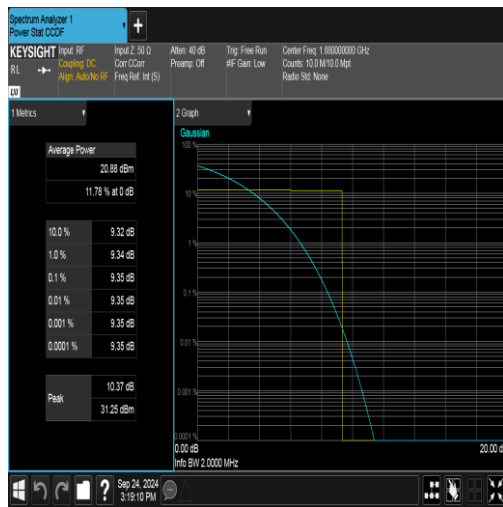 Spectrum Analyzer 1
Power Stat CCDF
KEYSIGHT
RL
Input: RF
Coupling: DC
Align: Auto/No RF
Input Z: 50 Ω
Corr CCorr
Freq Ref: Int (S)
Atten: 40 dB
Preamp: Off
Trig: Free Run
#IF Gain: Low
Center Freq: 1.880000000 GHz
Counts: 10.0 M/10.0 Mpt
Radio Std: None
LXI
1 Metrics
Average Power
20.88 dBm
11.78 % at 0 dB
10.0 % 9.32 dB
1.0 % 9.34 dB
0.1 % 9.35 dB
0.01 % 9.35 dB
0.001 % 9.35 dB
0.0001 % 9.35 dB
Peak
10.37 dB
31.25 dBm
2 Graph
Gaussian
100 %
10 %
1 %
0.1 %
0.01 %
0.001 %
0.0001 %
0.00 dB
20.00 d
Info BW 2.0000 MHz
Sep 24, 2024
3:19:10 PM